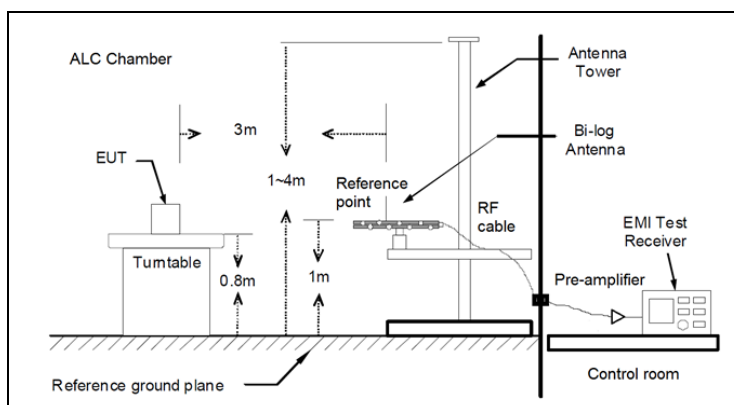 ALC Chamber
Antenna
Tower
3m
Bi-log
Antenna
EUT
1~4m
Reference
point
RF
cable
EMI Test
Receiver
Turntable
0.8m
1m
Pre-amplifier
Reference ground plane
Control room